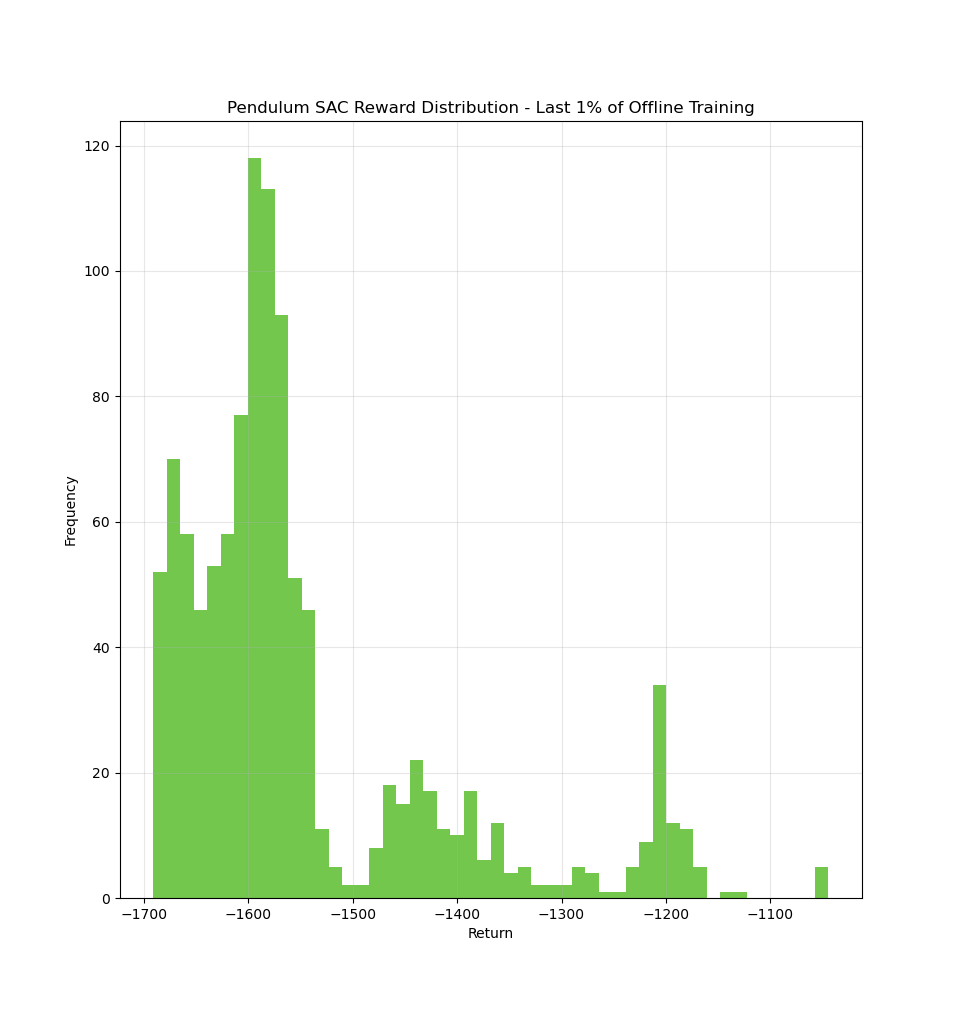 Pendulum SAC Reward Distribution - Last 1% of Offline Training
120
100
80
60
40
20
0
Frequency
−1700 −1600 −1500 −1400 −1300 −1200 −1100
Return